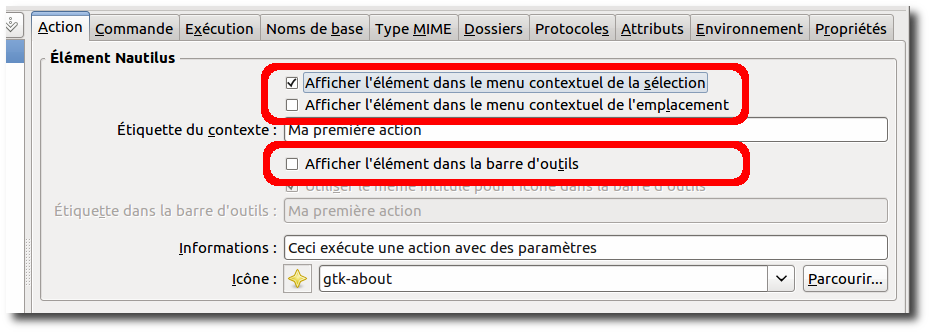 Action Commande Exécution Noms de base Type MIME Dossiers Protocoles Attributs Environnement Propriétés
Élément Nautilus
Afficher l'élément dans le menu contextuel de la sélection
Afficher l'élément dans le menu contextuel de l'emplacement
Étiquette du contexte : Ma première action
Afficher l'élément dans la barre d'outils
Utiliser le même intitulé pour l'icône dans la barre d'outils
Étiquette dans la barre d'outils : Ma première action
Informations : Ceci exécute une action avec des paramètres
Icône : gtk-about Parcourir...